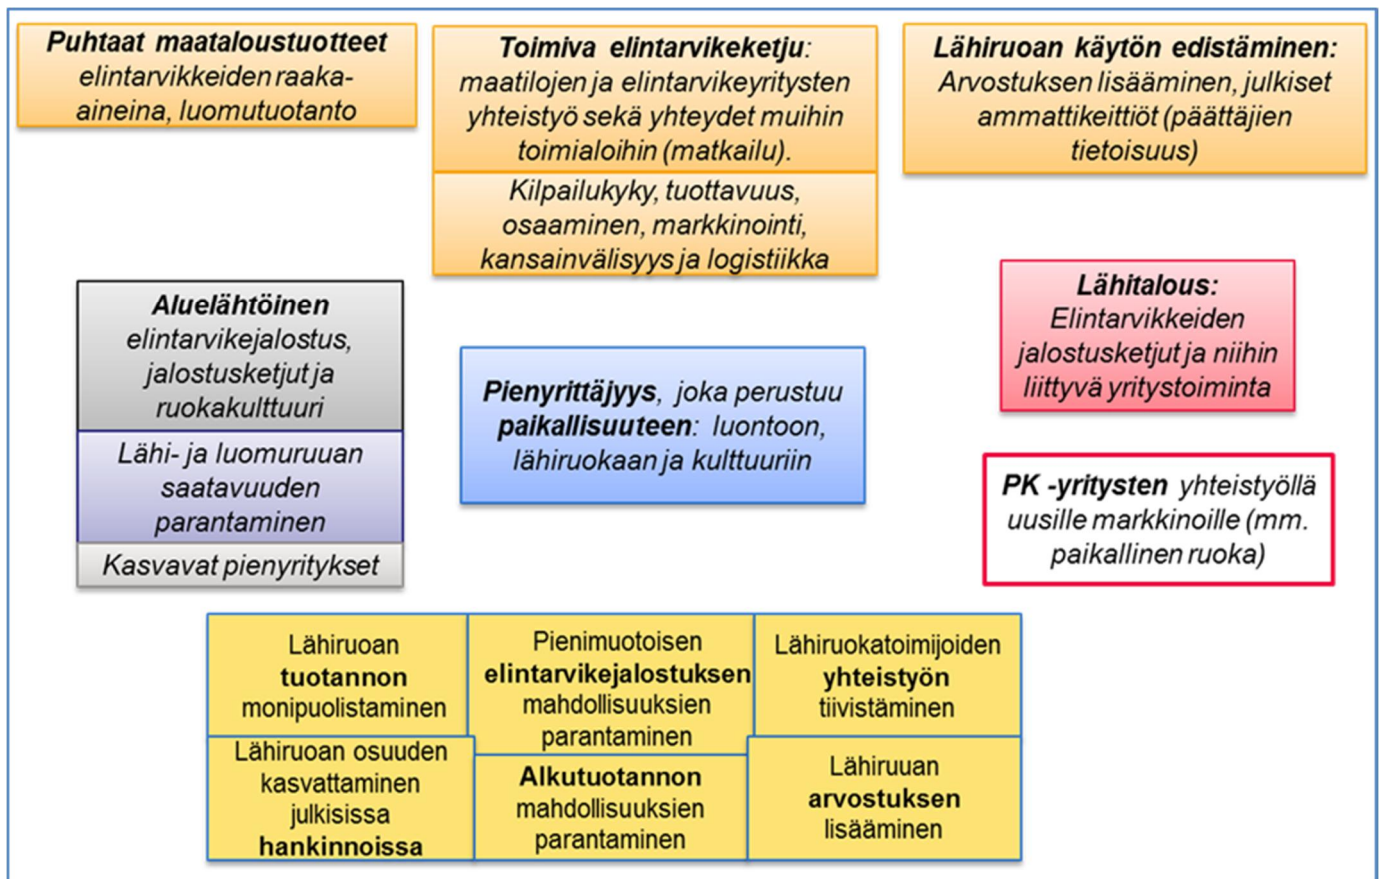 Puhtaat maataloustuotteet
elintarvikkeiden raaka-
aineina, luomutuotanto
Toimiva elintarvikeketju:
maatilojen ja elintarvikeyritysten
yhteistyö sekä yhteydet muihin
toimialoihin (matkailu).
Kilpailukyky, tuottavuus,
osaaminen, markkinointi,
kansainvälisyys ja logistiikka
Lähiruoan käytön edistäminen:
Arvostuksen lisääminen, julkiset
ammattikeittiöt (päättäjien
tietoisuus)
Aluelähtöinen
elintarvikejalostus,
jalostusketjut ja
ruokakulttuuri
Lähi- ja luomuruuan
saatavuuden
parantaminen
Kasvavat pienyritykset
Pienyrittäjyys, joka perustuu
paikallisuuteen: luontoon,
lähiruokaan ja kulttuuriin
Lähitalous:
Elintarvikkeiden
jalostusketjut ja niihin
liittyvä yritystoiminta
PK -yritysten yhteistyöllä
uusille markkinoille (mm.
paikallinen ruoka)
Lähiruoan
tuotannon
monipuolistaminen
Pienimuotoisen
elintarvikejalostuksen
mahdollisuuksien
parantaminen
Lähiruokatoimijoiden
yhteistyön
tiivistäminen
Lähiruoan osuuden
kasvattaminen
julkisissa
hankinnoissa
Alkutuotannon
mahdollisuuksien
parantaminen
Lähiruuan
arvostuksen
lisääminen